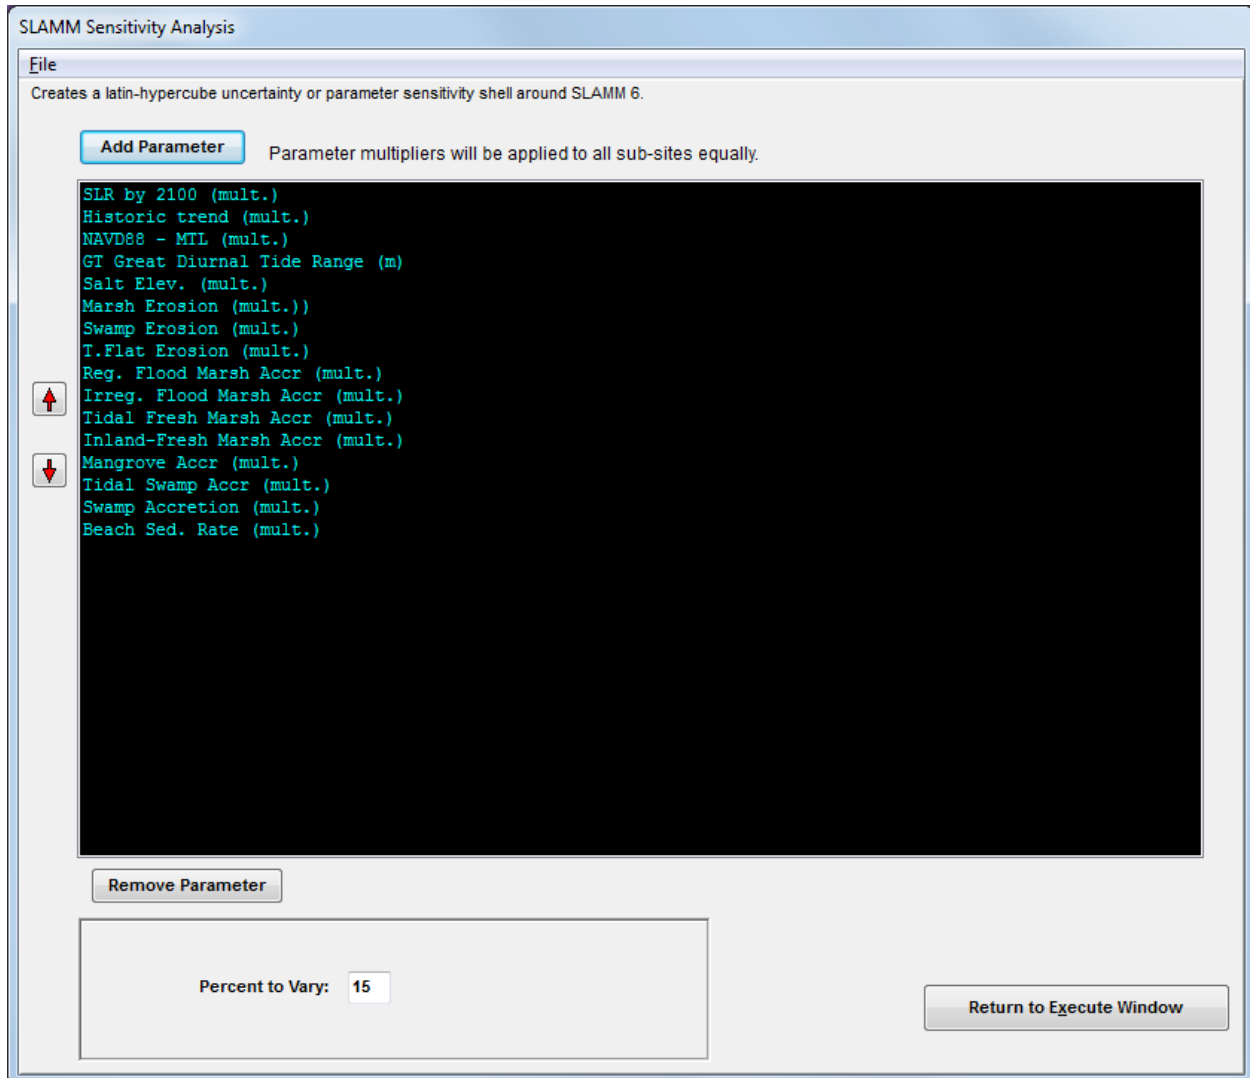 SLAMM Sensitivity Analysis
File
Creates a latin-hypercube uncertainty or parameter sensitivity shell around SLAMM 6.
Add Parameter
Parameter multipliers will be applied to all sub-sites equally.
SLR by 2100 (mult.)
Historic trend (mult.)
NAVD88 - MTL (mult.)
GT Great Diurnal Tide Range (m)
Salt Elev. (mult.)
Marsh Erosion (mult.))
Swamp Erosion (mult.)
T.Flat Erosion (mult.)
Reg. Flood Marsh Accr (mult.)
Irreg. Flood Marsh Accr (mult.)
Tidal Fresh Marsh Accr (mult.)
Inland-Fresh Marsh Accr (mult.)
Mangrove Accr (mult.)
Tidal Swamp Accr (mult.)
Swamp Accretion (mult.)
Beach Sed. Rate (mult.)
Remove Parameter
Percent to Vary: 15
Return to Execute Window